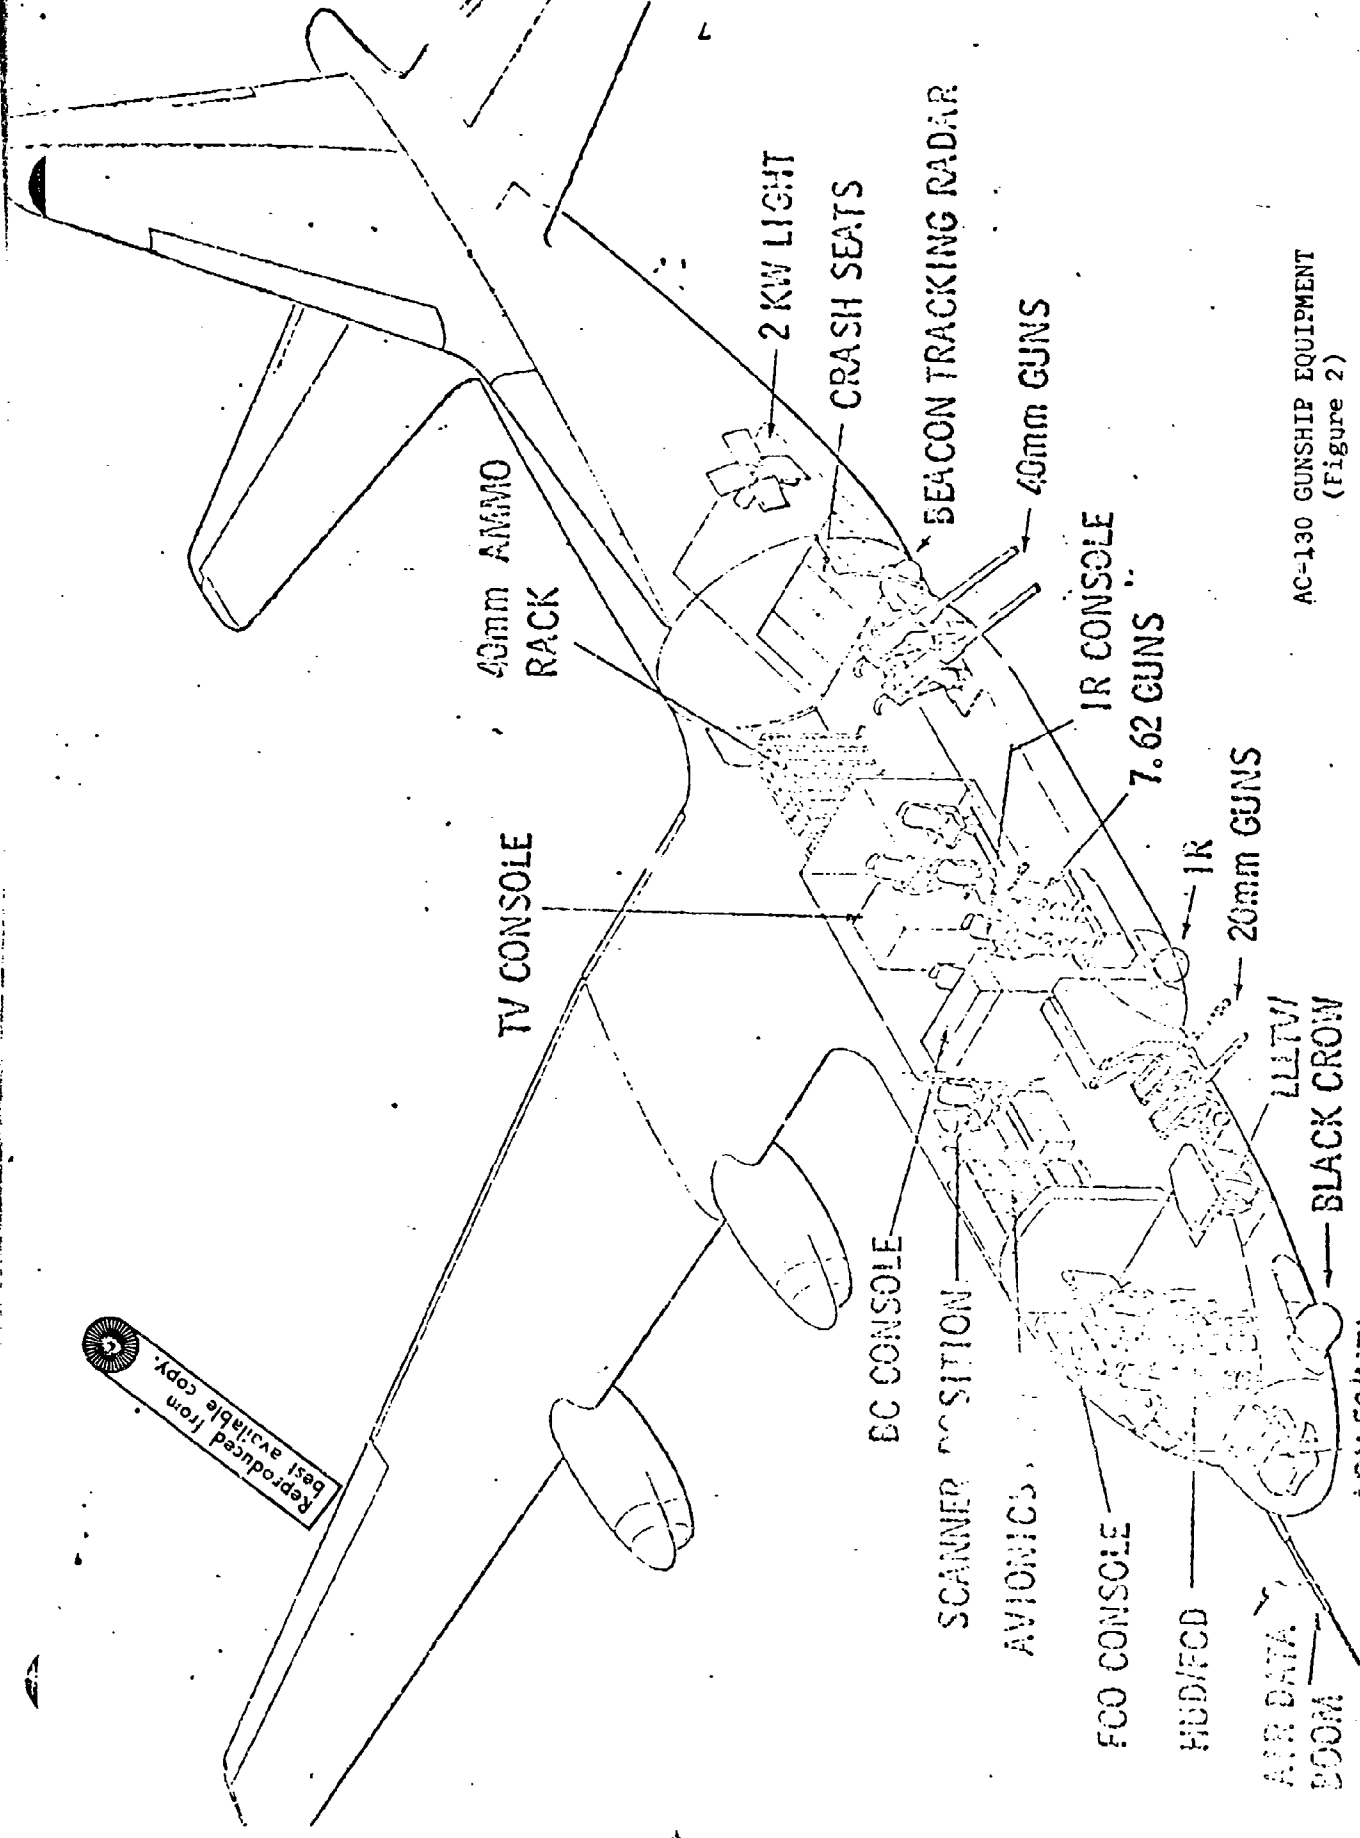 7
2 KW LIGHT
CRASH SEATS
BEACON TRACKING RADAR
40mm GUNS
40mm AMMO
RACK
IR CONSOLE
7.62 GUNS
TV CONSOLE
IR
20mm GUNS
LLLTV/
BLACK CROW
BC CONSOLE
SCANNER POSITION
AVIONICS
FCO CONSOLE
HUD/FCD
AIR DATA
BOOM
AC-130 GUNSHIP EQUIPMENT
(Figure 2)
Reproduced from
best available copy.